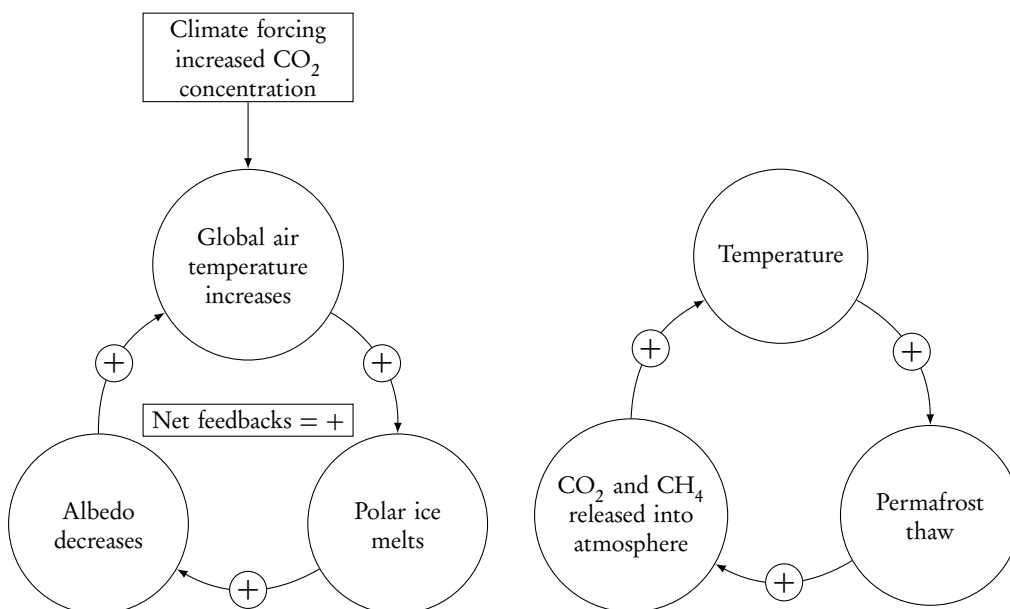 Climate forcing
increased CO₂
concentration
Global air
temperature
increases
+
+
Net feedbacks = +
Albedo
decreases
Polar ice
melts
+
Temperature
+
+
CO₂ and CH₄
released into
atmosphere
Permafrost
thaw
+